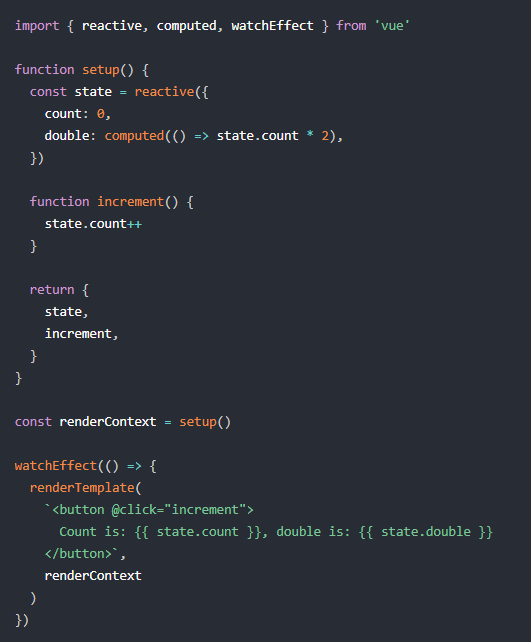 import { reactive, computed, watchEffect } from 'vue'
function setup() {
const state = reactive({
count: 0,
double: computed(() => state.count * 2),
})
function increment() {
state.count++
}
return {
state,
increment,
}
}
const renderContext = setup()
watchEffect(() => {
renderTemplate(
`<button @click="increment">
Count is: {{ state.count }}, double is: {{ state.double }}
</button>`,
renderContext
)
})